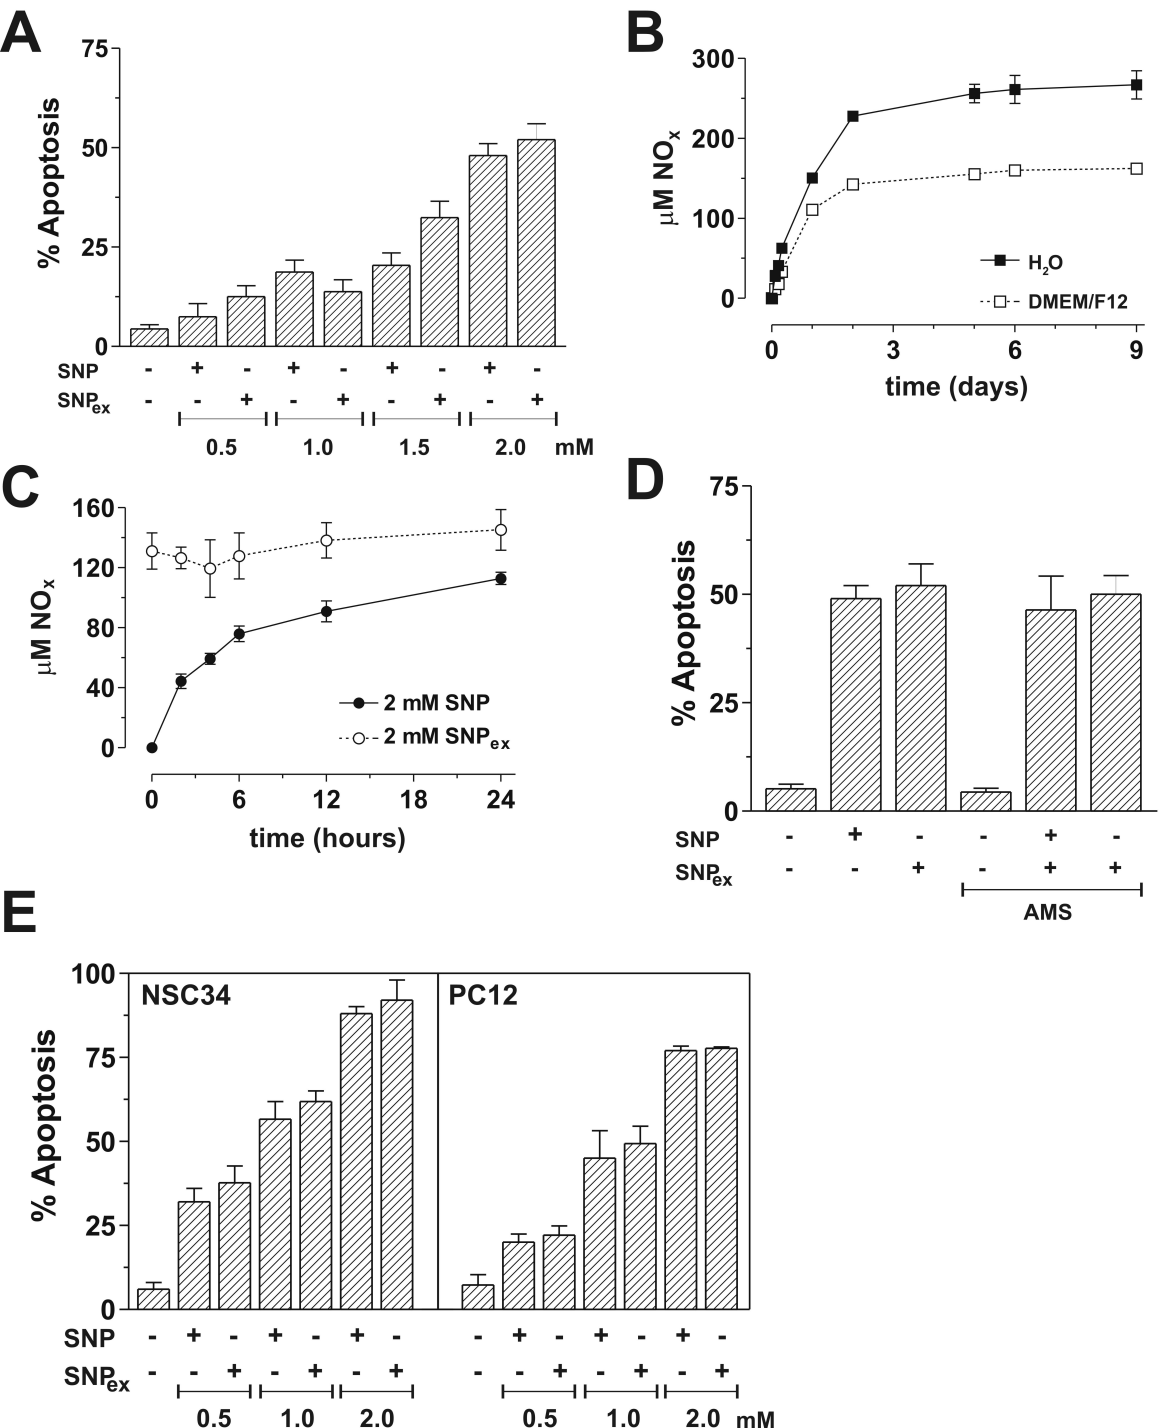 A
75
50
25
0
% Apoptosis
SNP - + - + - + - + -
SNPex - - + - + - + - +
0.5 1.0 1.5 2.0 mM
B
300
200
100
0
μM NOx
H2O
DMEM/F12
0 3 6 9
time (days)
C
160
120
80
40
0
μM NOx
2 mM SNP
2 mM SNPex
0 6 12 18 24
time (hours)
D
75
50
25
0
% Apoptosis
SNP - + - - + -
SNPex - - + - + +
AMS
E
100
75
50
25
0
% Apoptosis
NSC34 PC12
SNP - + - + - + - - + - + - + -
SNPex - - + - + - + - - + - + - +
0.5 1.0 2.0 0.5 1.0 2.0 mM